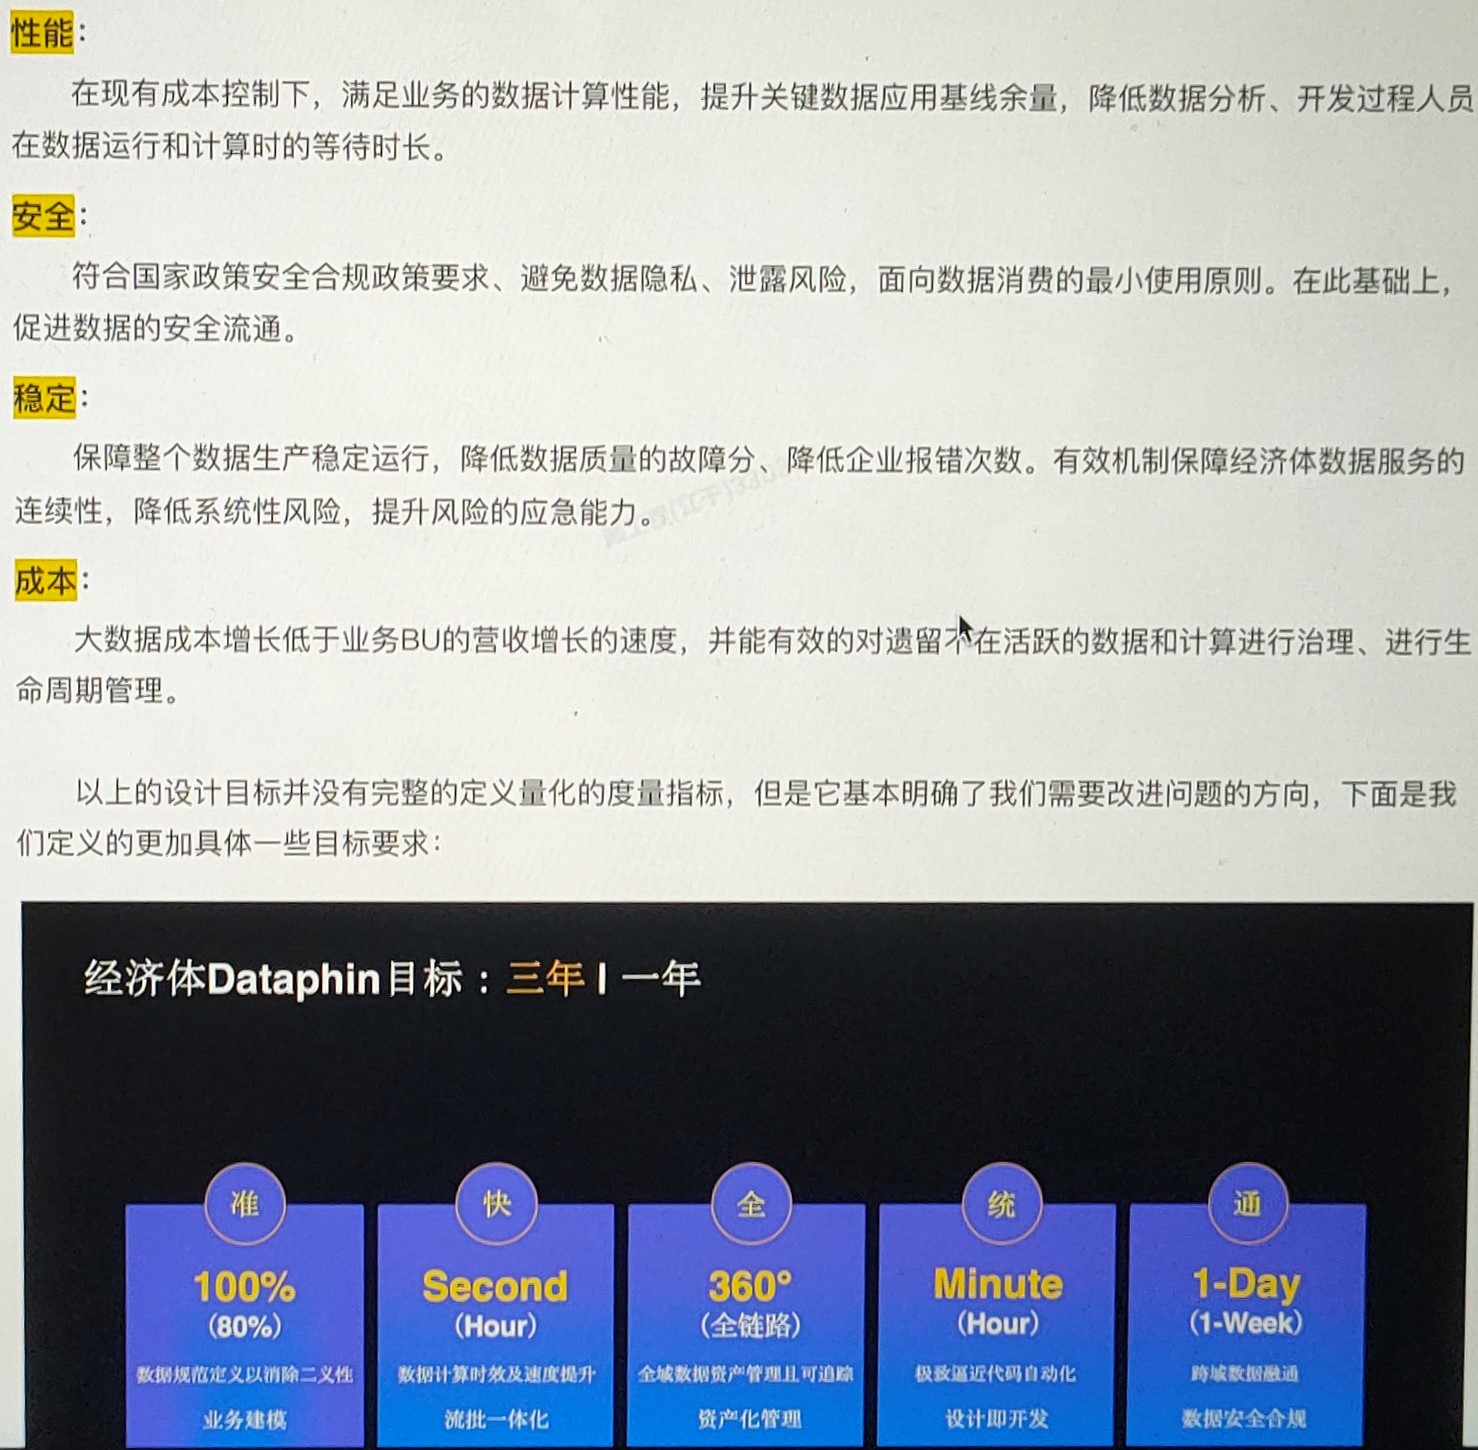 性能：
在现有成本控制下，满足业务的数据计算性能，提升关键数据应用基线余量，降低数据分析、开发过程人员
在数据运行和计算时的等待时长。
安全：
符合国家政策安全合规政策要求、避免数据隐私、泄露风险，面向数据消费的最小使用原则。在此基础上，
促进数据的安全流通。
稳定：
保障整个数据生产稳定运行，降低数据质量的故障分、降低企业报错次数。有效机制保障经济体数据服务的
连续性，降低系统性风险，提升风险的应急能力。
成本：
大数据成本增长低于业务BU的营收增长的速度，并能有效的对遗留不在活跃的数据和计算进行治理、进行生
命周期管理。
以上的设计目标并没有完整的定义量化的度量指标，但是它基本明确了我们需要改进问题的方向，下面是我
们定义的更加具体一些目标要求：
经济体Dataphin目标：三年 | 一年
准 快 全 统 通
100% Second 360° Minute 1-Day
(80%) (Hour) (全链路) (Hour) (1-Week)
数据规范定义以消除二义性 数据计算时效及速度提升 全域数据资产管理且可追踪 极致逼近代码自动化 跨域数据融通
业务建模 流批一体化 资产化管理 设计即开发 数据安全合规